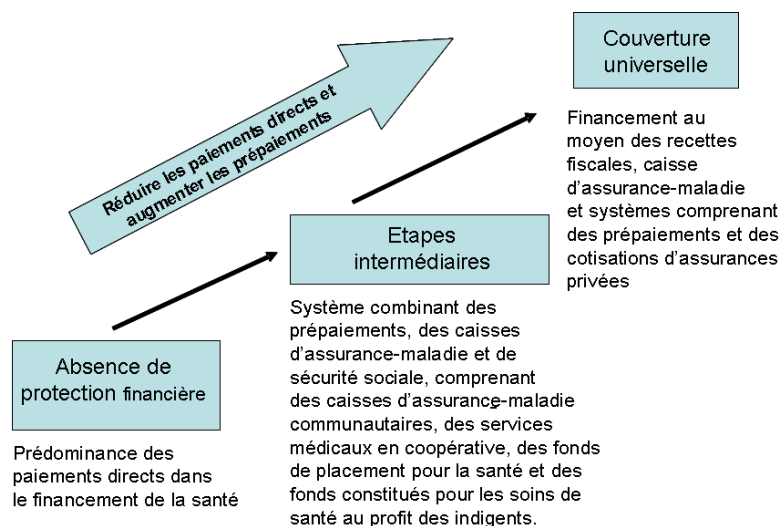 Couverture
universelle
Financement au
moyen des recettes
fiscales, caisse
d'assurance-maladie
et systèmes comprenant
des prépaiements et des
cotisations d'assurances
privées
Réduire les paiements directs et
augmenter les prépaiements
Etapes
intermédiaires
Système combinant des
prépaiements, des caisses
d'assurance-maladie et de
sécurité sociale, comprenant
des caisses d'assurance-maladie
communautaires, des services
médicaux en coopérative, des fonds
de placement pour la santé et des
fonds constitués pour les soins de
santé au profit des indigents.
Absence de
protection financière
Prédominance des
paiements directs dans
le financement de la santé